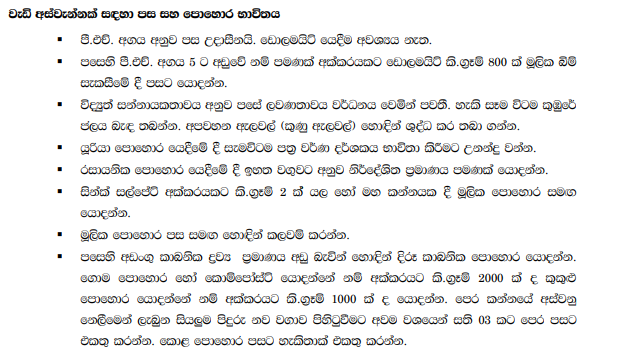 වැඩි අස්වැන්නක් සඳහා පස සහ පොහොර භාවිතය
▪ පී.එච්. අගය අනුව පස උදාසීනයි. ඩොලමයිට් යෙදීම අවශ්‍යය නැත.
▪ පසෙහි පී.එච්. අගය 5 ට අඩුවේ නම් පමණක් අක්කරයකට ඩොලමයිට් කි.ග්‍රෑම් 800 ක් මූලික බිම්
සැකසීමේ දී පසට යොදන්න.
▪ විද්‍යුත් සන්නායකතාවය අනුව පසේ ලවණතාවය වර්ධනය වෙමින් පවතී. හැකි සෑම විටම කුඹුරේ
ජලය බැඳ තබන්න. අපවහන ඇලවල් (කුණු ඇලවල්) හොඳින් ශුද්ධ කර තබා ගන්න.
▪ යූරියා පොහොර යෙදීමේ දී සැමවිටම පත්‍ර වර්ණ දර්ශකය භාවිතා කිරීමට උනන්දු වන්න.
▪ රසායනික පොහොර යෙදීමේ දී ඉහත වගුවට අනුව නිර්දේශිත ප්‍රමාණය පමණක් යොදන්න.
▪ සින්ක් සල්පේට් අක්කරයකට කි.ග්‍රෑම් 2 ක් යල හෝ මහ කන්නයක දී මූලික පොහොර සමඟ
යොදන්න.
▪ මූලික පොහොර පස සමඟ හොඳින් කලවම් කරන්න.
▪ පසෙහි අඩංගු කාබනික ද්‍රව්‍ය ප්‍රමාණය අඩු බැවින් හොඳින් දිරූ කාබනික පොහොර යොදන්න.
ගොම පොහොර හෝ කොම්පෝස්ට් යොදන්නේ නම් අක්කරයට කි.ග්‍රෑම් 2000 ක් ද කුකුළු
පොහොර යොදන්නේ නම් අක්කරයට කි.ග්‍රෑම් 1000 ක් ද යොදන්න. පෙර කන්නයේ අස්වනු
නෙලීමෙන් ලැබුන සියලුම පිදුරු නව වගාව පිහිටුවීමට අවම වශයෙන් සති 03 කට පෙර පසට
එකතු කරන්න. කොළ පොහොර පසට හැකිතාක් එකතු කරන්න.